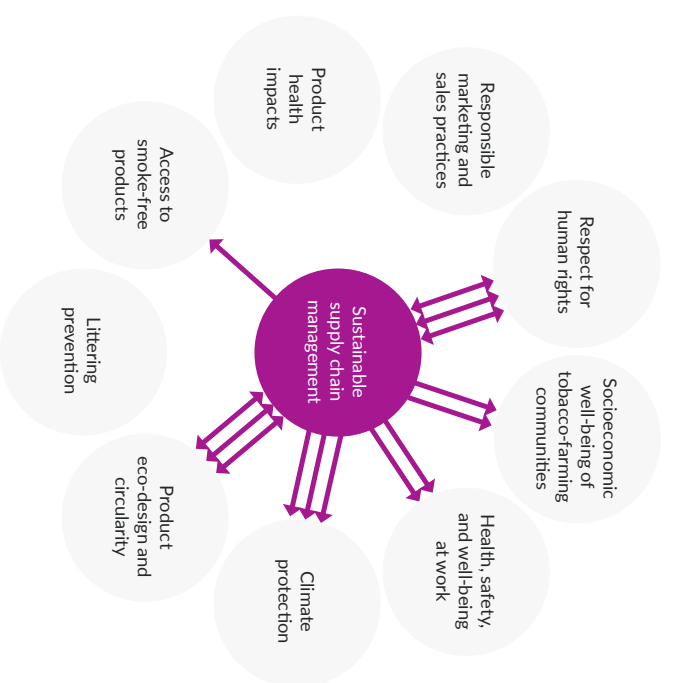 Respect for
human rights
Socioeconomic
well-being of
tobacco-farming
communities
Health, safety,
and well-being
at work
Climate
protection
Product
eco-design and
circularity
Littering
prevention
Access to
smoke-free
products
Product
health
impacts
Responsible
marketing and
sales practices
Sustainable
supply chain
management